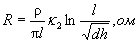 R = ρ/(πl) κ₂ ln l/√(dh) , ом